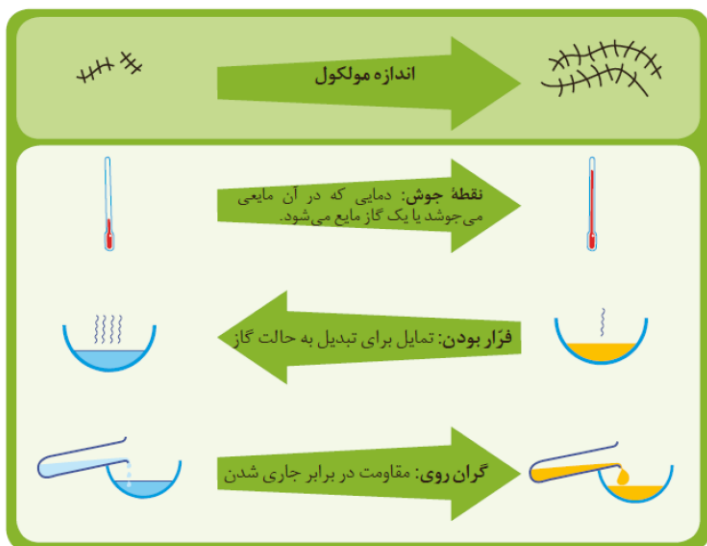 اندازه مولکول
نقطهٔ جوش: دمایی که در آن مایعی
می‌جوشد یا یک گاز مایع می‌شود.
فرّار بودن: تمایل برای تبدیل به حالت گاز
گران روی: مقاومت در برابر جاری شدن